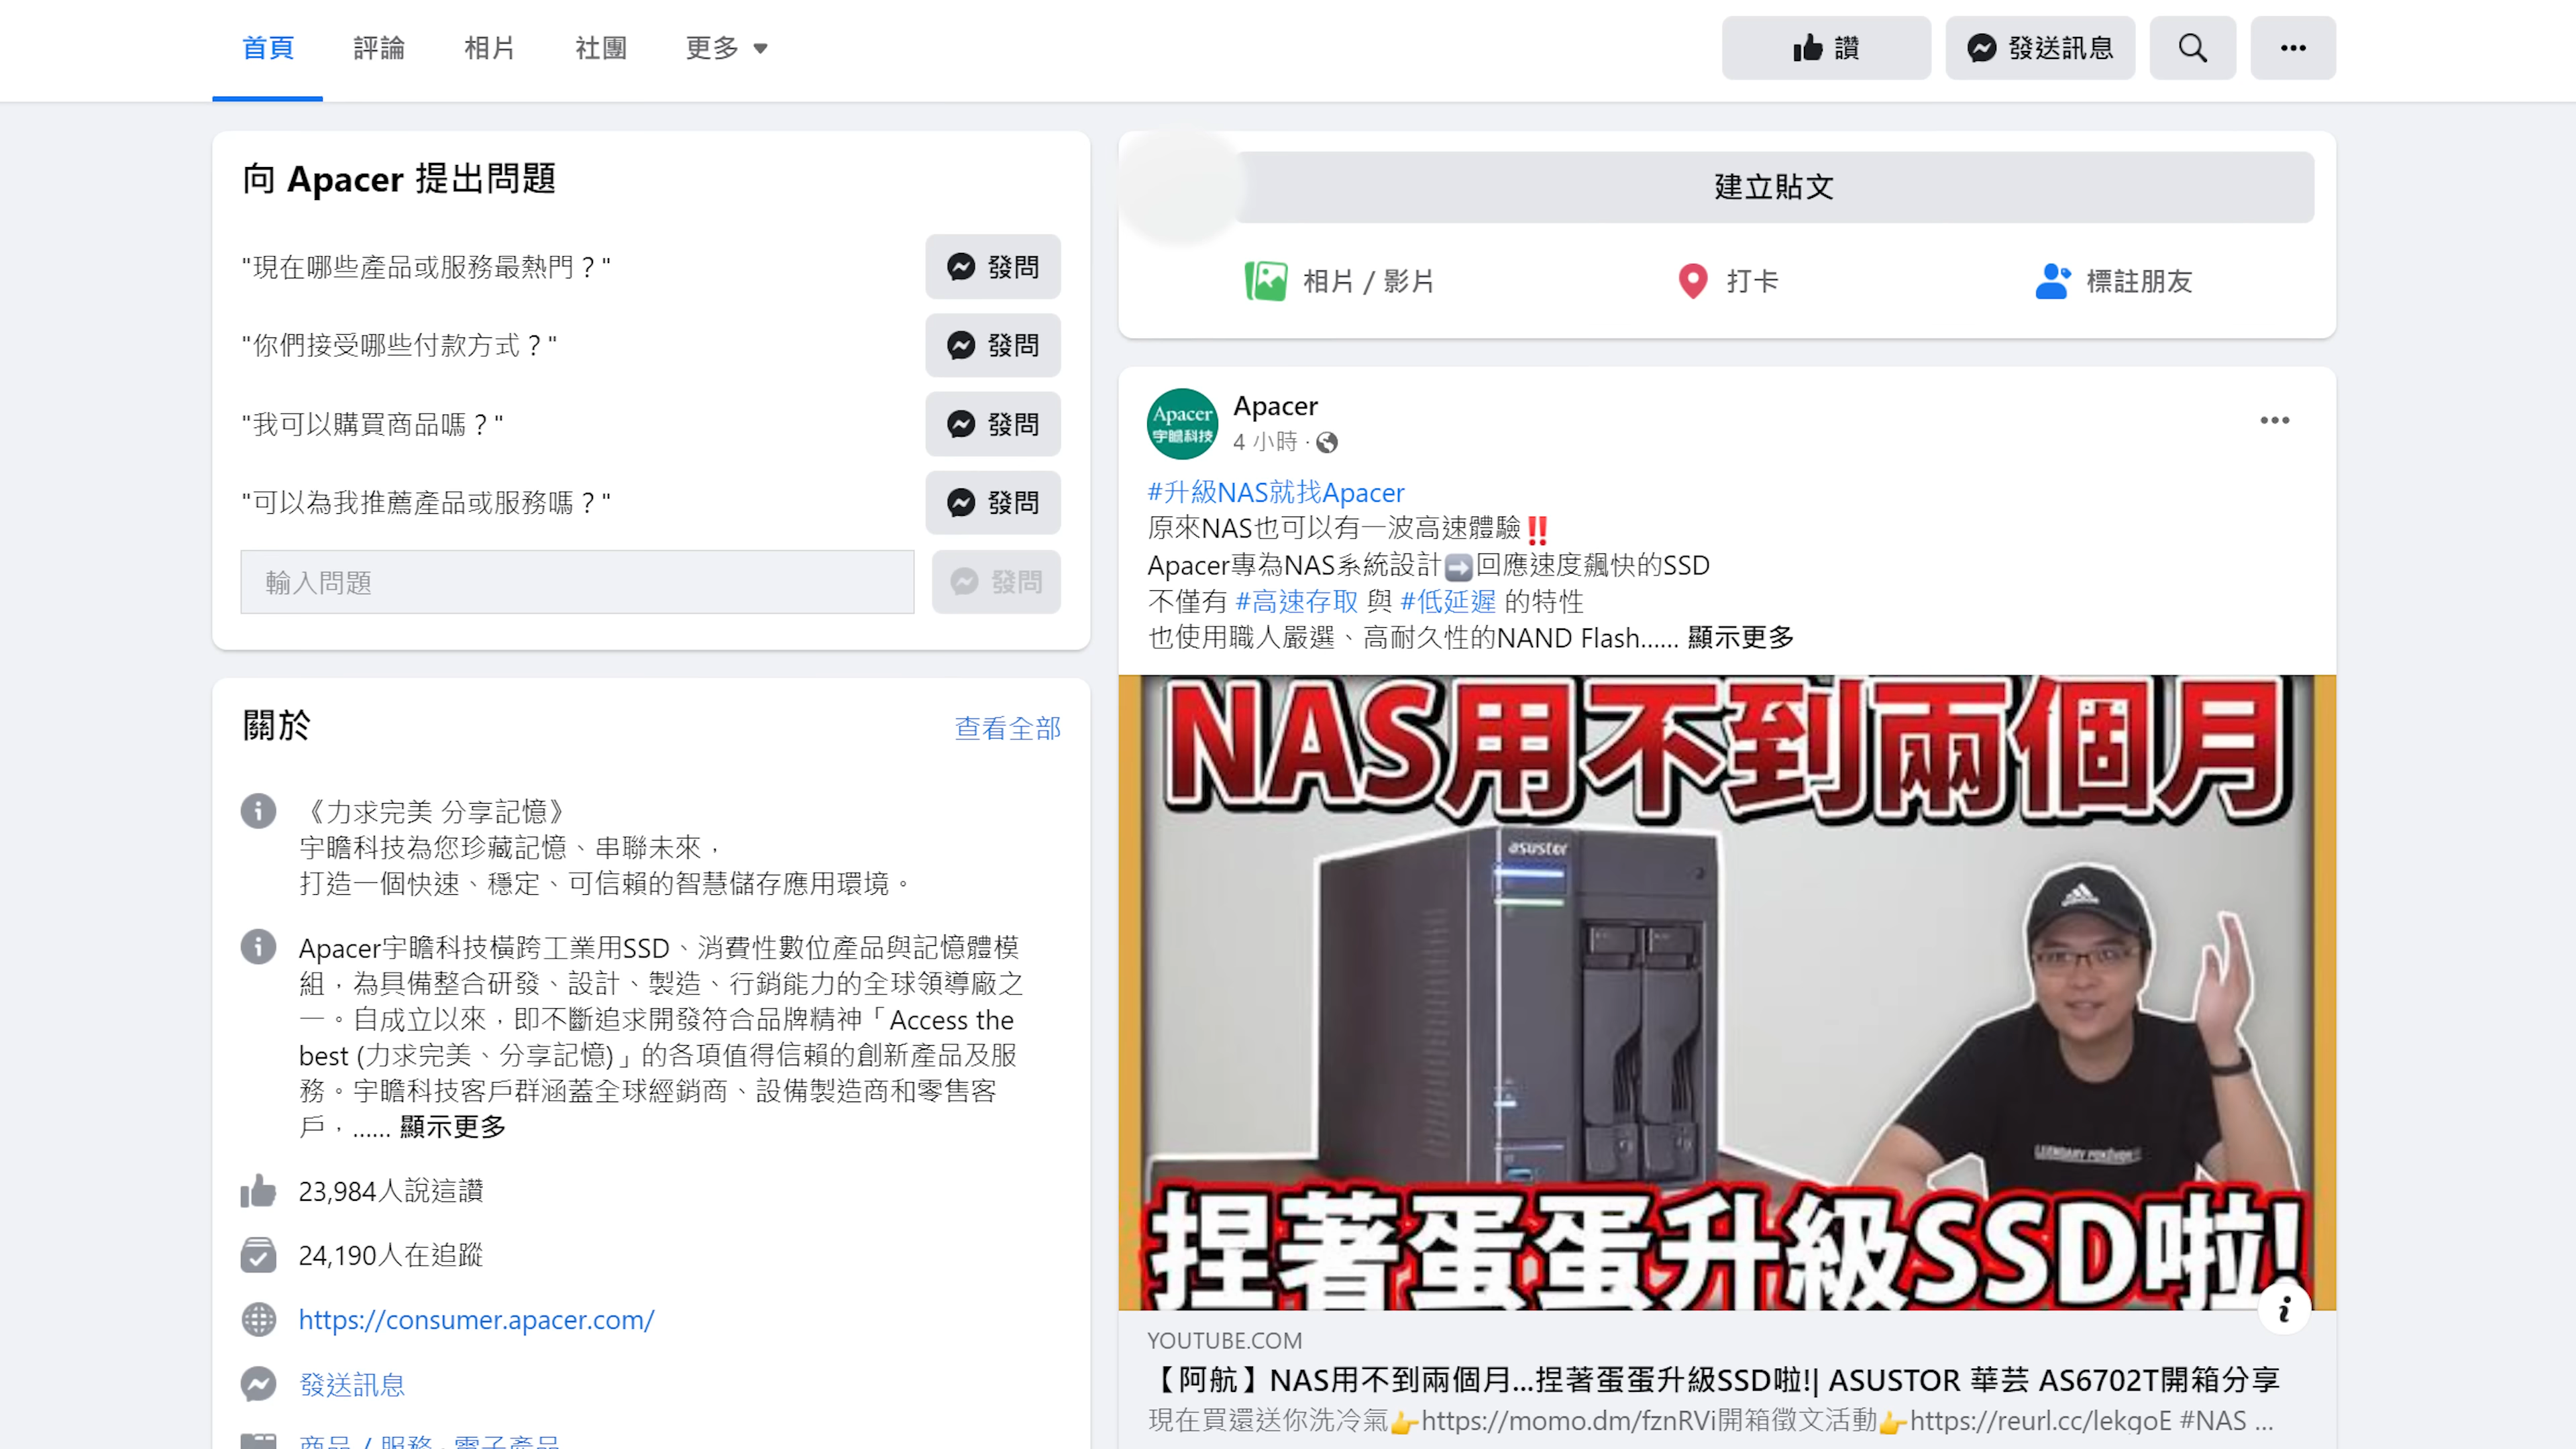 首頁
評論
相片
社團
更多
讚
發送訊息
向 Apacer 提出問題
"現在哪些產品或服務最熱門？"
發問
"你們接受哪些付款方式？"
發問
"我可以購買商品嗎？"
發問
"可以為我推薦產品或服務嗎？"
發問
輸入問題
發問
關於
查看全部
《力求完美 分享記憶》
宇瞻科技為您珍藏記憶、串聯未來，
打造一個快速、穩定、可信賴的智慧儲存應用環境。
Apacer宇瞻科技橫跨工業用SSD、消費性數位產品與記憶體模
組，為具備整合研發、設計、製造、行銷能力的全球領導廠之
一。自成立以來，即不斷追求開發符合品牌精神「Access the
best (力求完美、分享記憶)」的各項值得信賴的創新產品及服
務。宇瞻科技客戶群涵蓋全球經銷商、設備製造商和零售客
戶，...... 顯示更多
23,984人說這讚
24,190人在追蹤
https://consumer.apacer.com/
發送訊息
商品 / 服務 · 電子產品
建立貼文
相片 / 影片
打卡
標註朋友
Apacer
宇瞻科技
Apacer
4 小時 ·
#升級NAS就找Apacer
原來NAS也可以有一波高速體驗‼️
Apacer專為NAS系統設計➡️回應速度飆快的SSD
不僅有 #高速存取 與 #低延遲 的特性
也使用職人嚴選、高耐久性的NAND Flash...... 顯示更多
NAS用不到兩個月
asustor
LEGENDARY POKÉMON
捏著蛋蛋升級SSD啦!
YOUTUBE.COM
【阿航】NAS用不到兩個月...捏著蛋蛋升級SSD啦!| ASUSTOR 華芸 AS6702T開箱分享
現在買還送你洗冷氣👉https://momo.dm/fznRVi開箱徵文活動👉https://reurl.cc/lekgoE #NAS ...